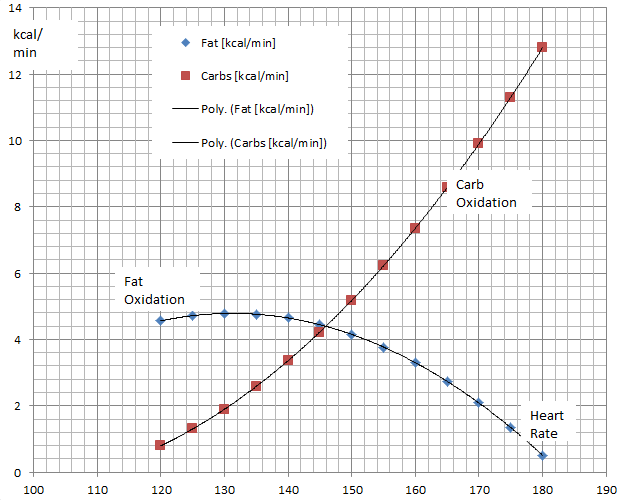 14
kcal/
min
12
10
8
6
4
2
0
Fat [kcal/min]
Carbs [kcal/min]
Poly. (Fat [kcal/min])
Poly. (Carbs [kcal/min])
Carb
Oxidation
Fat
Oxidation
Heart
Rate
100 110 120 130 140 150 160 170 180 190